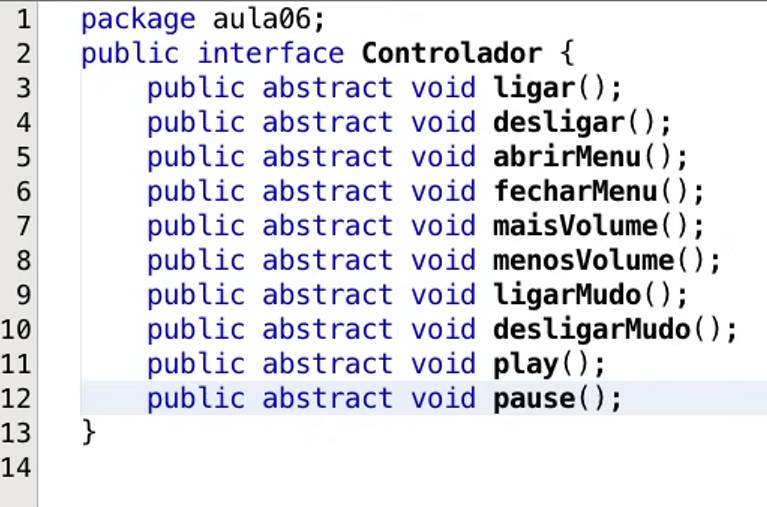 1 package aula06;
2 public interface Controlador {
3 public abstract void ligar();
4 public abstract void desligar();
5 public abstract void abrirMenu();
6 public abstract void fecharMenu();
7 public abstract void maisVolume();
8 public abstract void menosVolume();
9 public abstract void ligarMudo();
10 public abstract void desligarMudo();
11 public abstract void play();
12 public abstract void pause();
13 }
14